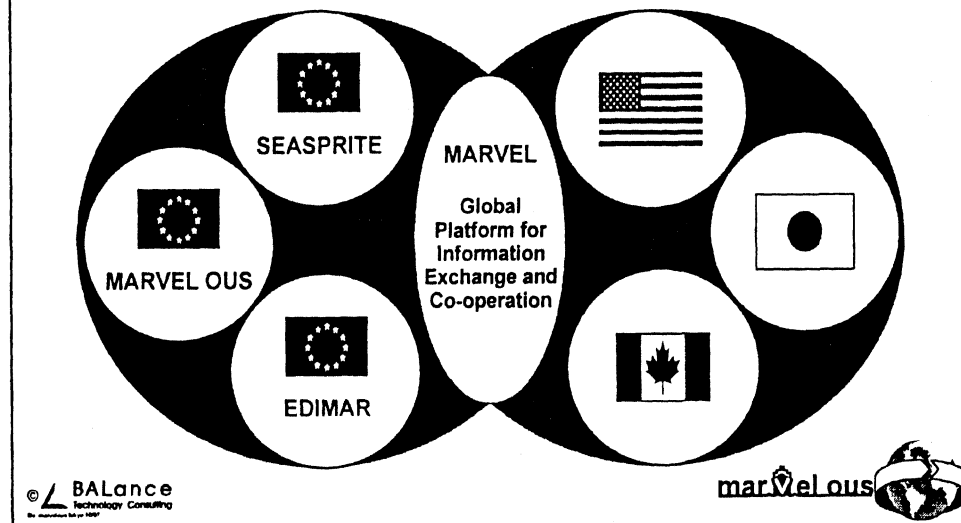 SEASPRITE
MARVEL OUS
EDIMAR
MARVEL
Global
Platform for
Information
Exchange and
Co-operation
© BALance
Technology Consulting
marvel ous